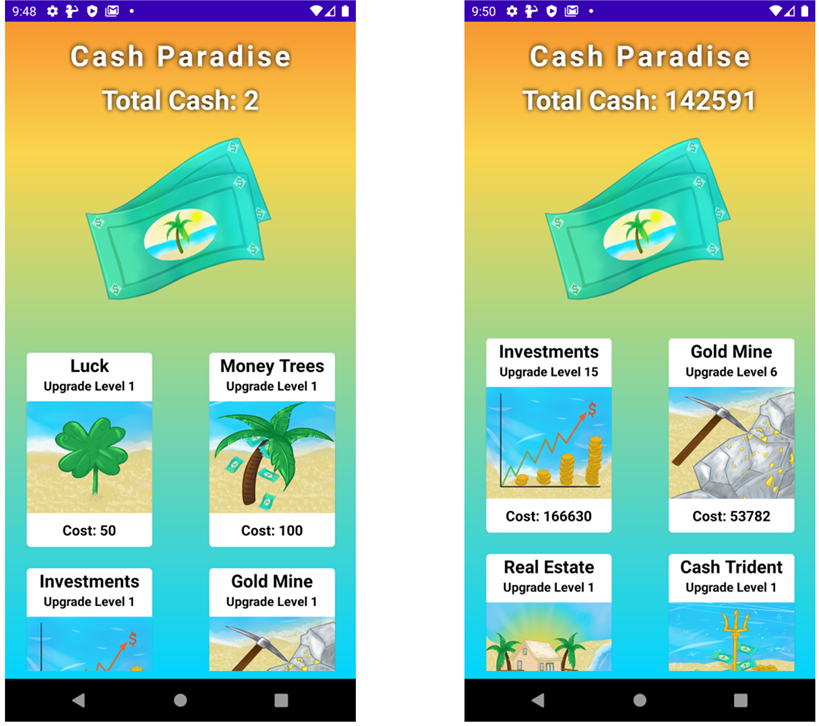 9:48
Cash Paradise
Total Cash: 2
Luck
Upgrade Level 1
Cost: 50
Money Trees
Upgrade Level 1
Cost: 100
Investments
Upgrade Level 1
$
Gold Mine
Upgrade Level 1
9:50
Cash Paradise
Total Cash: 142591
Investments
Upgrade Level 15
$
Cost: 166630
Gold Mine
Upgrade Level 6
Cost: 53782
Real Estate
Upgrade Level 1
Cash Trident
Upgrade Level 1